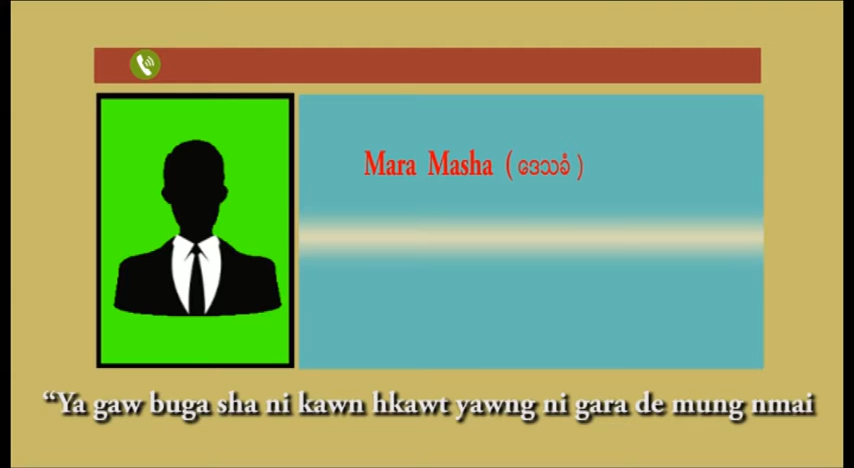 Mara Masha ( ဒေသခံ )
“Ya gaw buga sha ni kawn hkawt yawng ni gara de mung nmai